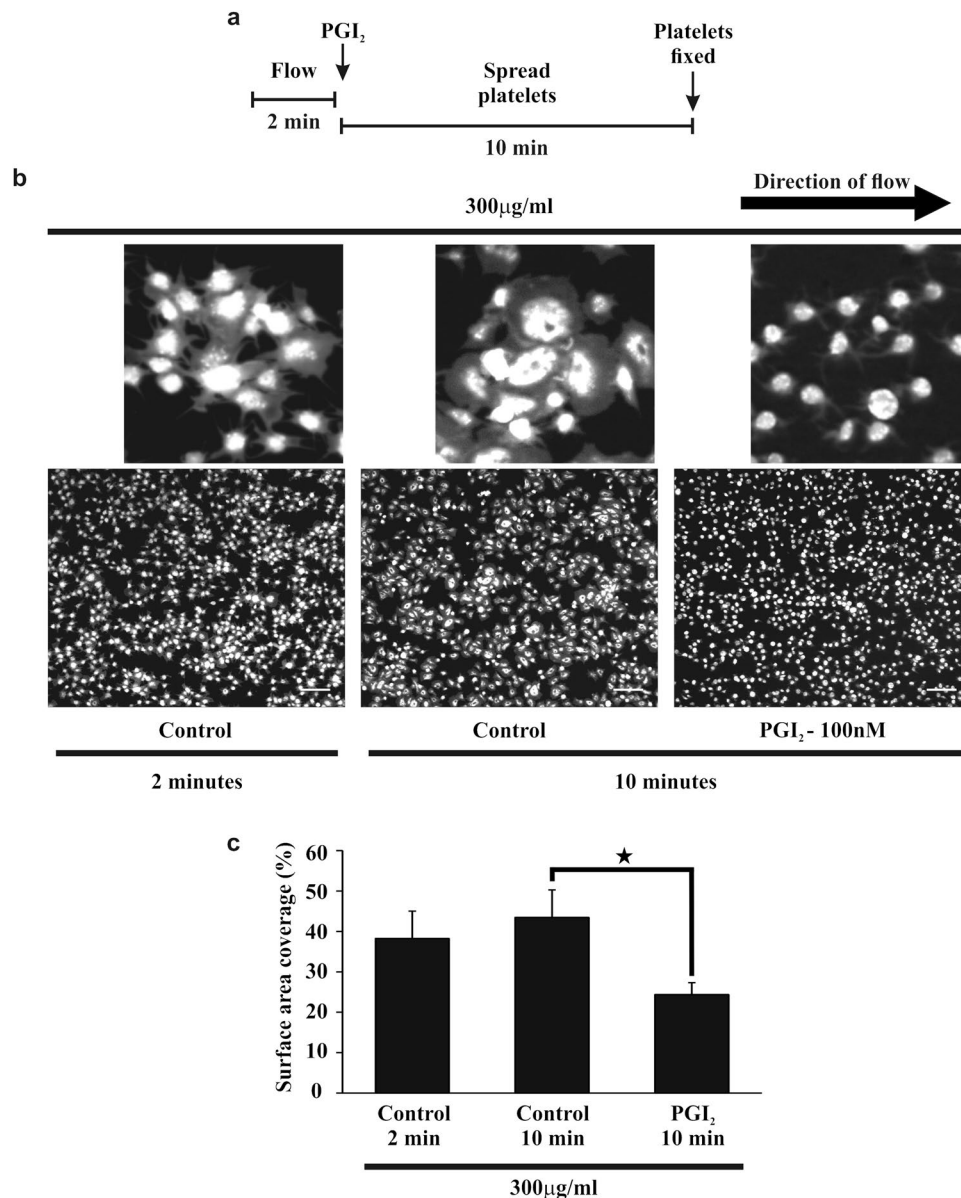 a
PGI₂
Platelets
fixed
Flow
Spread
platelets
2 min
10 min
b
Direction of flow
300µg/ml
Control
Control
PGI₂ - 100nM
2 minutes
10 minutes
c
Surface area coverage (%)
60
50
40
30
20
10
0
★
Control
2 min
Control
10 min
PGI₂
10 min
300µg/ml